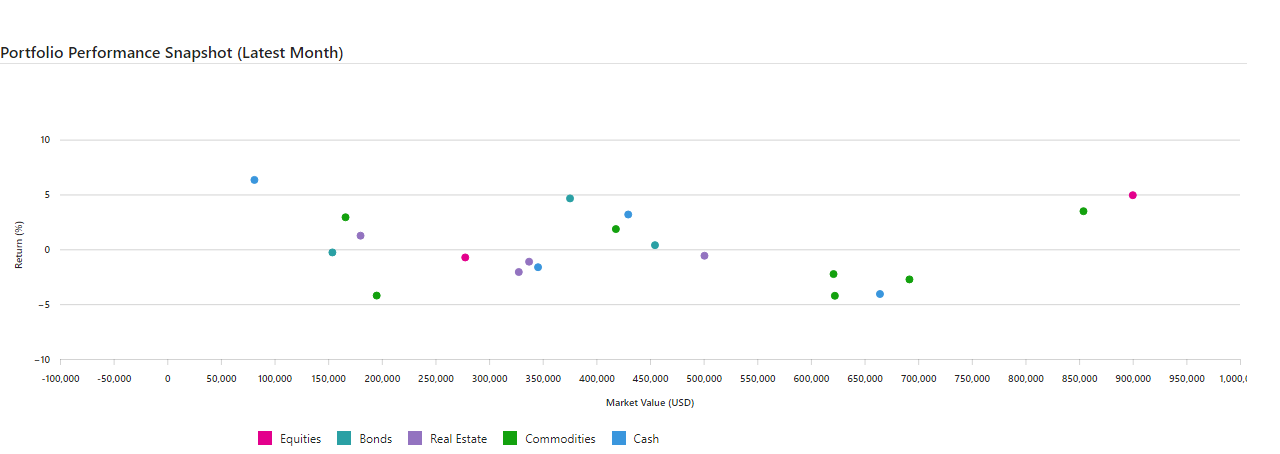 Portfolio Performance Snapshot (Latest Month)
10
5
0
−5
−10
Return (%)
-100,000 -50,000 0 50,000 100,000 150,000 200,000 250,000 300,000 350,000 400,000 450,000 500,000 550,000 600,000 650,000 700,000 750,000 800,000 850,000 900,000 950,000 1,000,0
Market Value (USD)
Equities Bonds Real Estate Commodities Cash